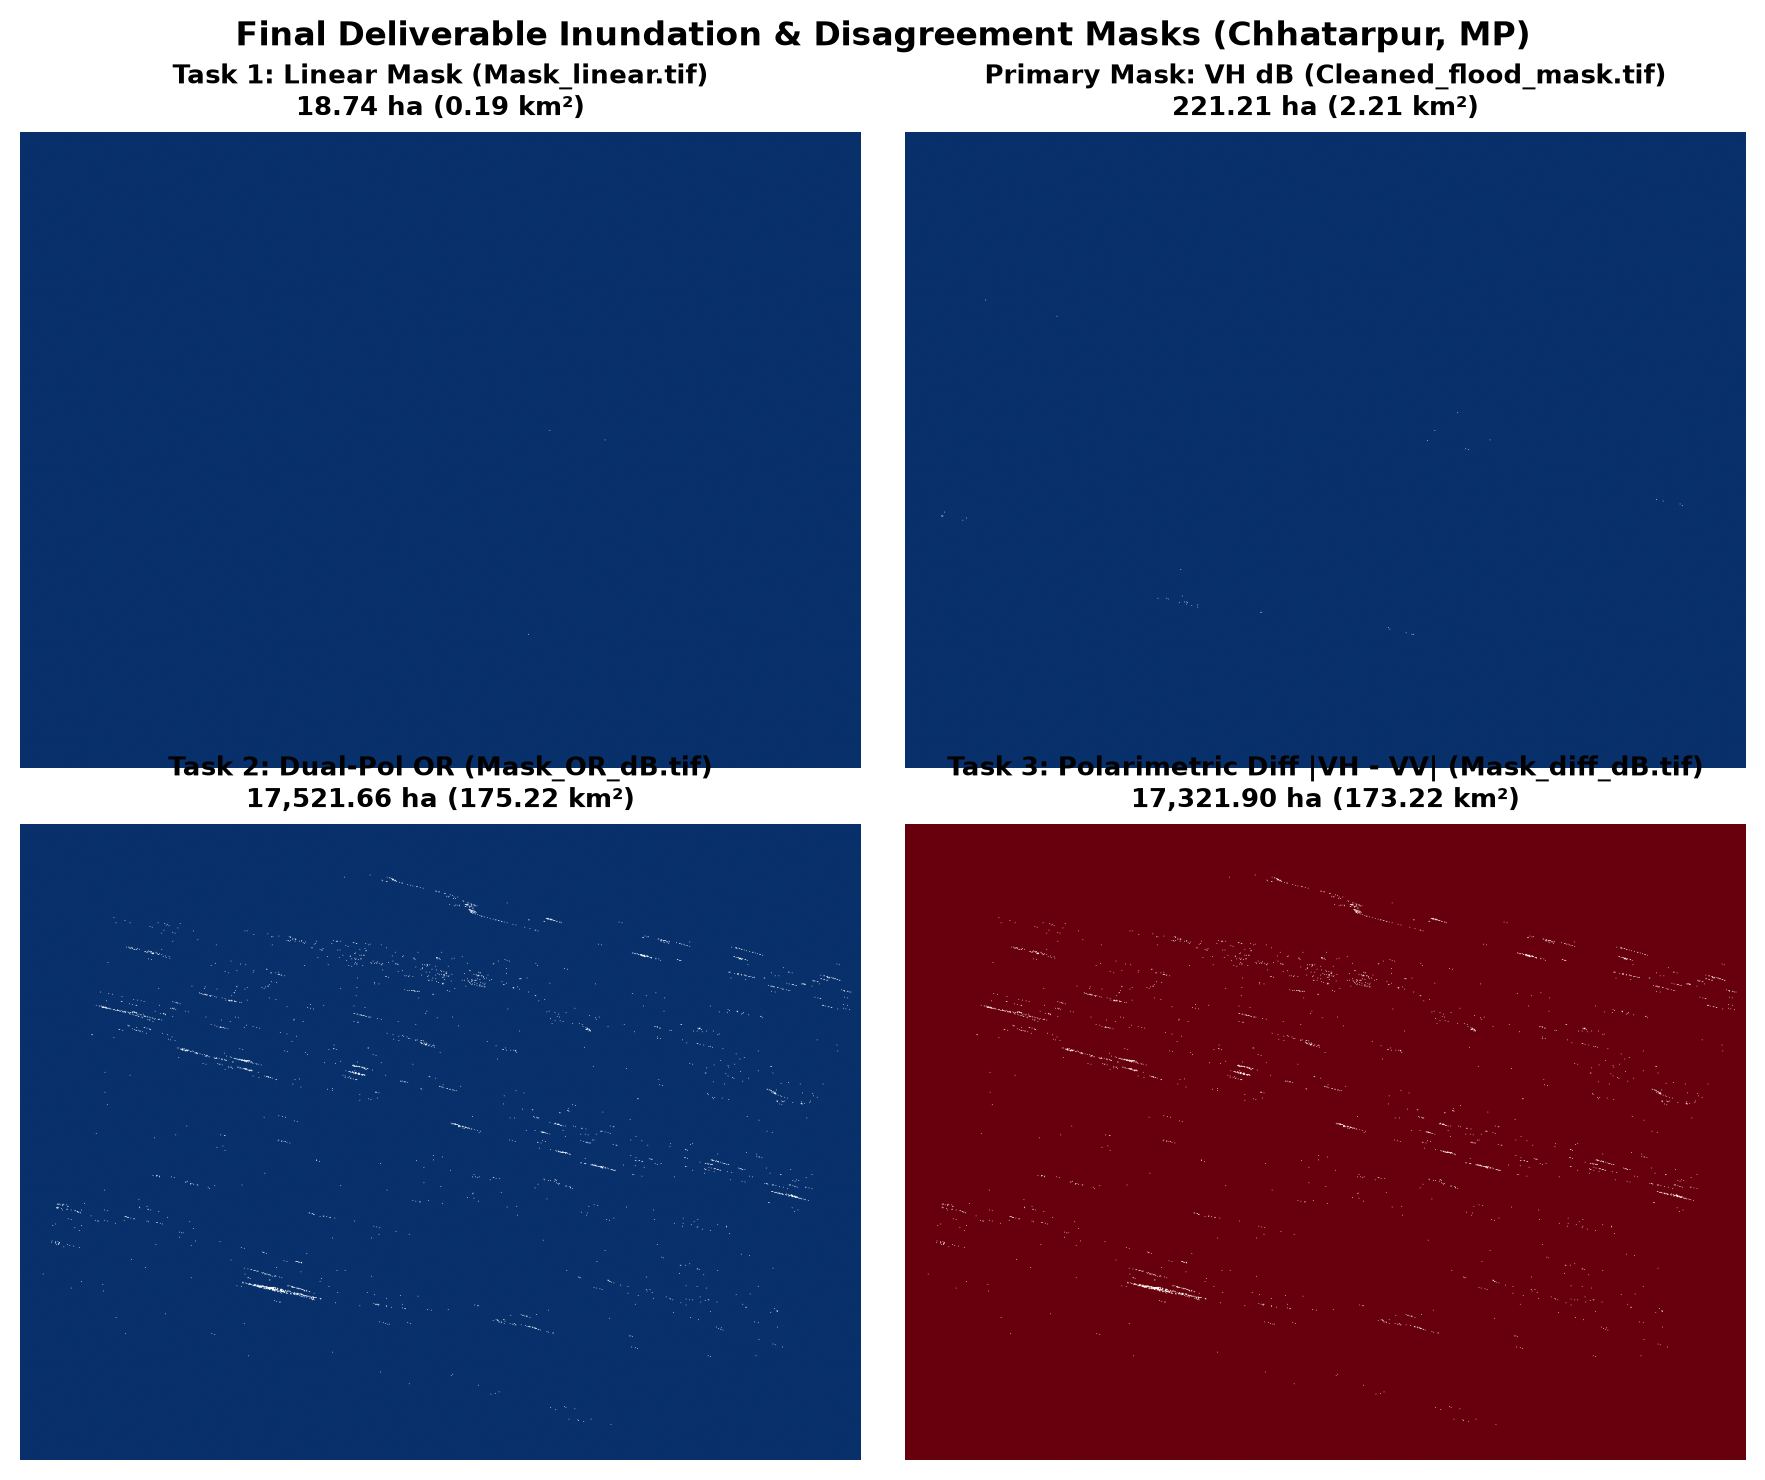 Final Deliverable Inundation & Disagreement Masks (Chhatarpur, MP)
Task 1: Linear Mask (Mask_linear.tif)
18.74 ha (0.19 km²)
Primary Mask: VH dB (Cleaned_flood_mask.tif)
221.21 ha (2.21 km²)
Task 2: Dual-Pol OR (Mask_OR_dB.tif)
17,521.66 ha (175.22 km²)
Task 3: Polarimetric Diff |VH - VV| (Mask_diff_dB.tif)
17,321.90 ha (173.22 km²)